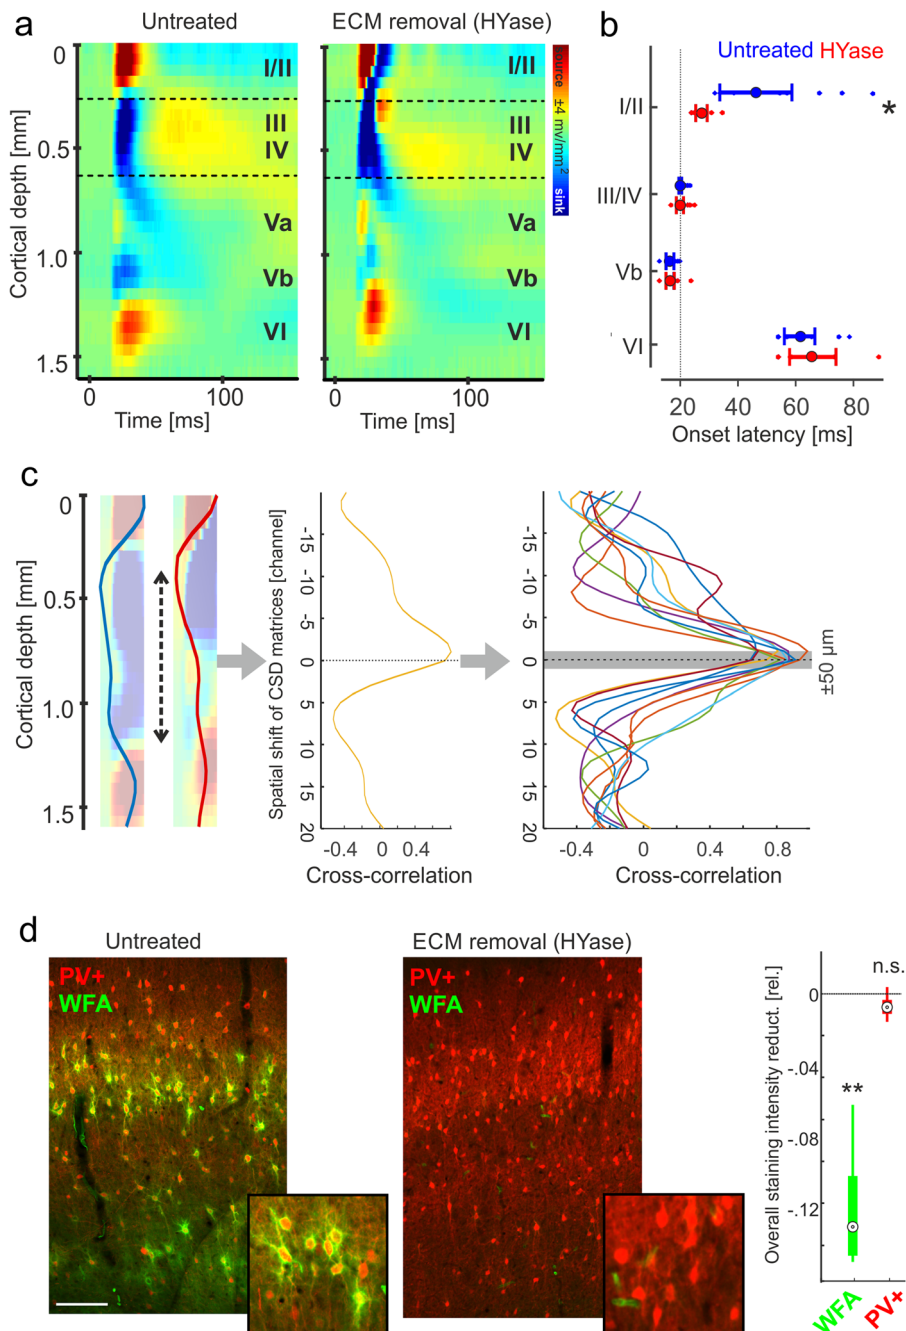 a
Untreated
ECM removal (HYase)
0
0.5
1.0
1.5
Cortical depth [mm]
I/II
III
IV
Va
Vb
VI
0
100
Time [ms]
I/II
III
IV
Va
Vb
VI
0
100
Time [ms]
source ±4 mv/mm² sink
b
Untreated HYase
I/II
*
III/IV
Vb
VI
20 40 60 80
Onset latency [ms]
c
0
0.5
1.0
1.5
Cortical depth [mm]
Spatial shift of CSD matrices [channel]
-15
-10
-5
0
5
10
15
20
-0.4 0 0.4
Cross-correlation
-15
-10
-5
0
5
10
15
20
-0.4 0 0.4 0.8
Cross-correlation
±50 µm
d
Untreated
PV+
WFA
ECM removal (HYase)
PV+
WFA
Overall staining intensity reduct. [rel.]
n.s.
0
-.04
**
-.08
-.12
WFA
PV+